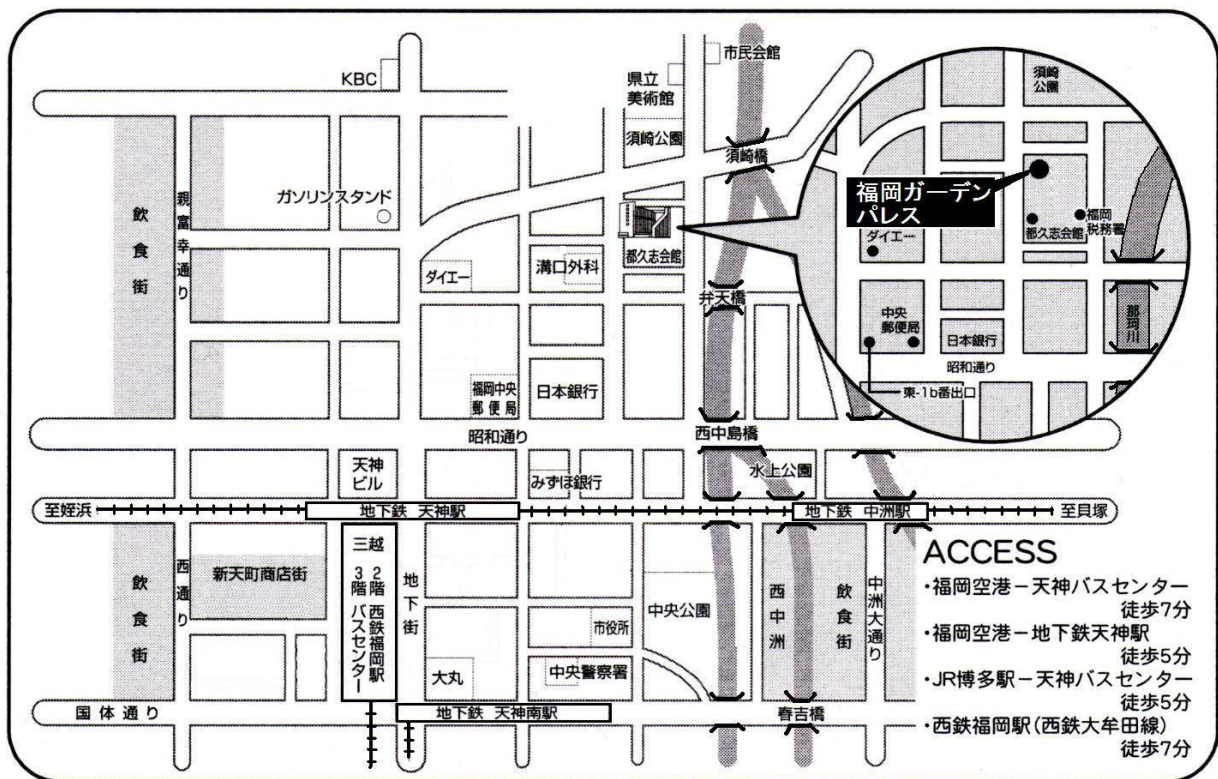 KBC
市民会館
県立
美術館
須崎公園
須崎橋
須崎
公園
福岡ガーデン
パレス
福岡
税務署
都久志会館
ダイエー
中央
郵便局
日本銀行
昭和通り
那珂川
東-1b番出口
親富孝通り
飲食街
ガソリンスタンド
都久志会館
溝口外科
ダイエー
弁天橋
福岡中央
郵便局
日本銀行
昭和通り
西中島橋
天神
ビル
みずほ銀行
水上公園
至姪浜
地下鉄 天神駅
地下鉄 中洲駅
至貝塚
西通り
飲食街
新天町商店街
三越
2階 西鉄福岡駅
3階 バスセンター
地下街
中央公園
市役所
西中洲
飲食街
中洲大通り
大丸
中央警察署
国体通り
地下鉄 天神南駅
春吉橋
ACCESS
・福岡空港－天神バスセンター
徒歩7分
・福岡空港－地下鉄天神駅
徒歩5分
・JR博多駅－天神バスセンター
徒歩5分
・西鉄福岡駅(西鉄大牟田線)
徒歩7分